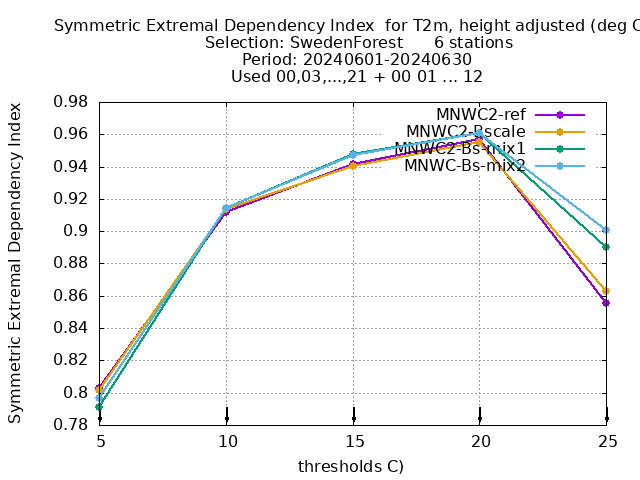 Symmetric Extremal Dependency Index for T2m, height adjusted (deg
Selection: SwedenForest 6 stations
Period: 20240601-20240630
Used 00,03,...,21 + 00 01 ... 12
Symmetric Extremal Dependency Index
0.98
0.96
0.94
0.92
0.9
0.88
0.86
0.84
0.82
0.8
0.78
MNWC2-ref
MNWC2-Bscale
MNWC2-Bs-mix1
MNWC-Bs-mix2
5 10 15 20 25
thresholds C)